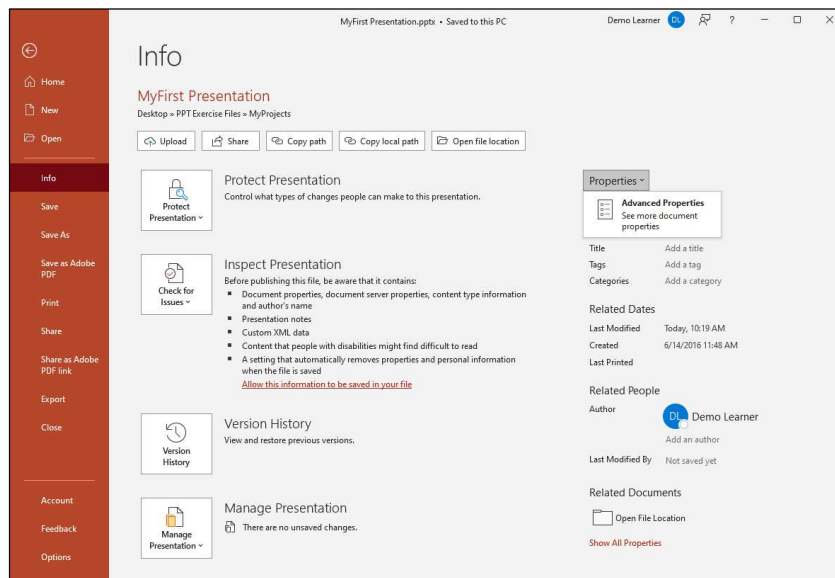 MyFirst Presentation.pptx • Saved to this PC
Demo Learner
DL
?
Info
Home
New
Open
Info
Save
Save As
Save as Adobe
PDF
Print
Share
Share as Adobe
PDF link
Export
Close
Account
Feedback
Options
MyFirst Presentation
Desktop » PPT Exercise Files » MyProjects
Upload
Share
Copy path
Copy local path
Open file location
Protect
Presentation
Protect Presentation
Control what types of changes people can make to this presentation.
Check for
Issues
Inspect Presentation
Before publishing this file, be aware that it contains:
▪ Document properties, document server properties, content type information
and author's name
▪ Presentation notes
▪ Custom XML data
▪ Content that people with disabilities might find difficult to read
▪ A setting that automatically removes properties and personal information
when the file is saved
Allow this information to be saved in your file
Version
History
Version History
View and restore previous versions.
Manage
Presentation
Manage Presentation
There are no unsaved changes.
Properties
Advanced Properties
See more document
properties
Title Add a title
Tags Add a tag
Categories Add a category
Related Dates
Last Modified Today, 10:19 AM
Created 6/14/2016 11:48 AM
Last Printed
Related People
Author DL Demo Learner
Add an author
Last Modified By Not saved yet
Related Documents
Open File Location
Show All Properties